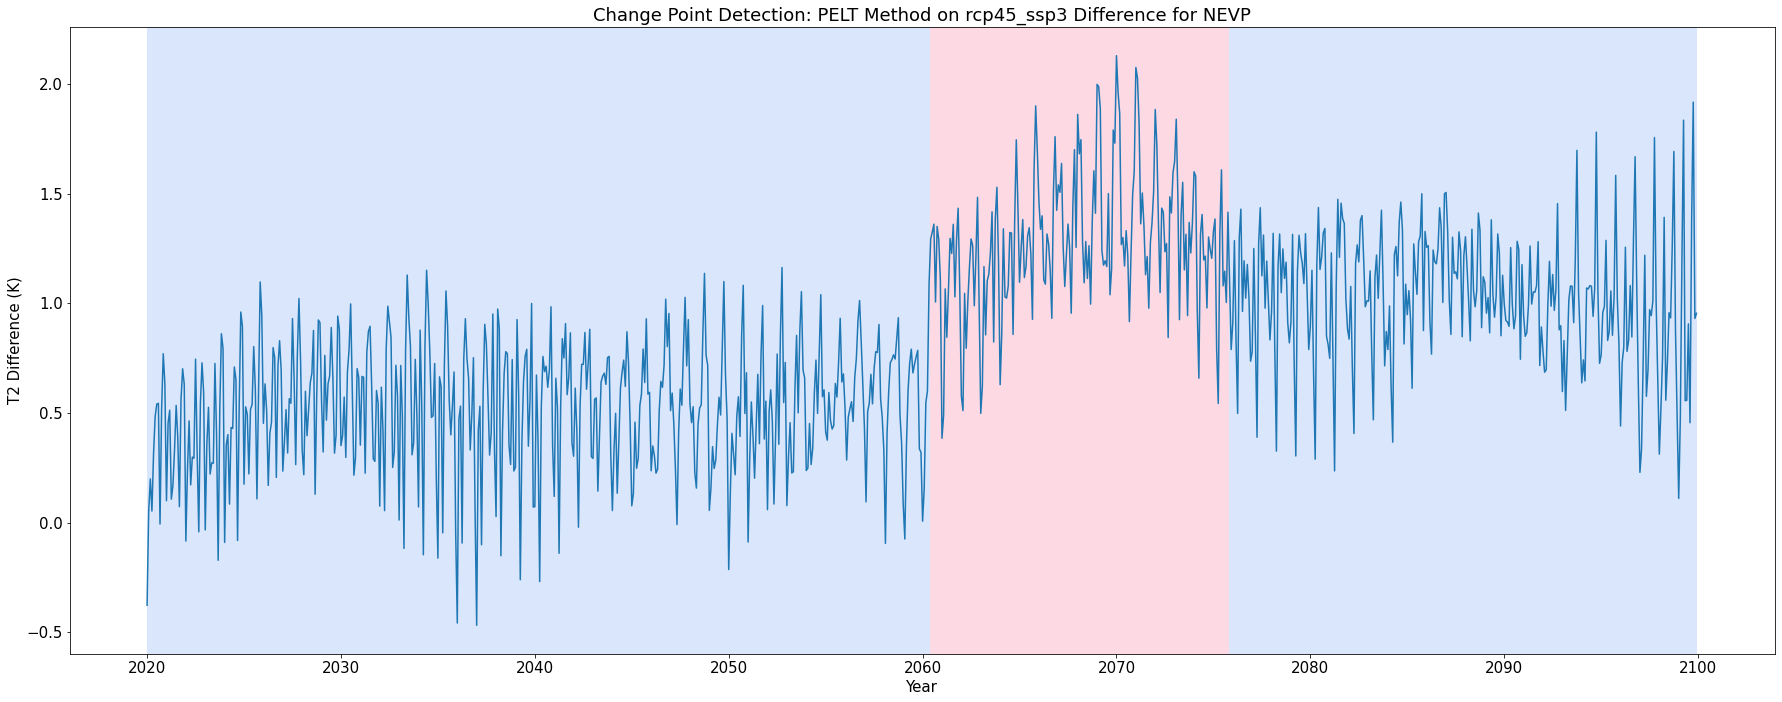 Change Point Detection: PELT Method on rcp45_ssp3 Difference for NEVP
T2 Difference (K)
2.0
1.5
1.0
0.5
0.0
−0.5
2020 2030 2040 2050 2060 2070 2080 2090 2100
Year